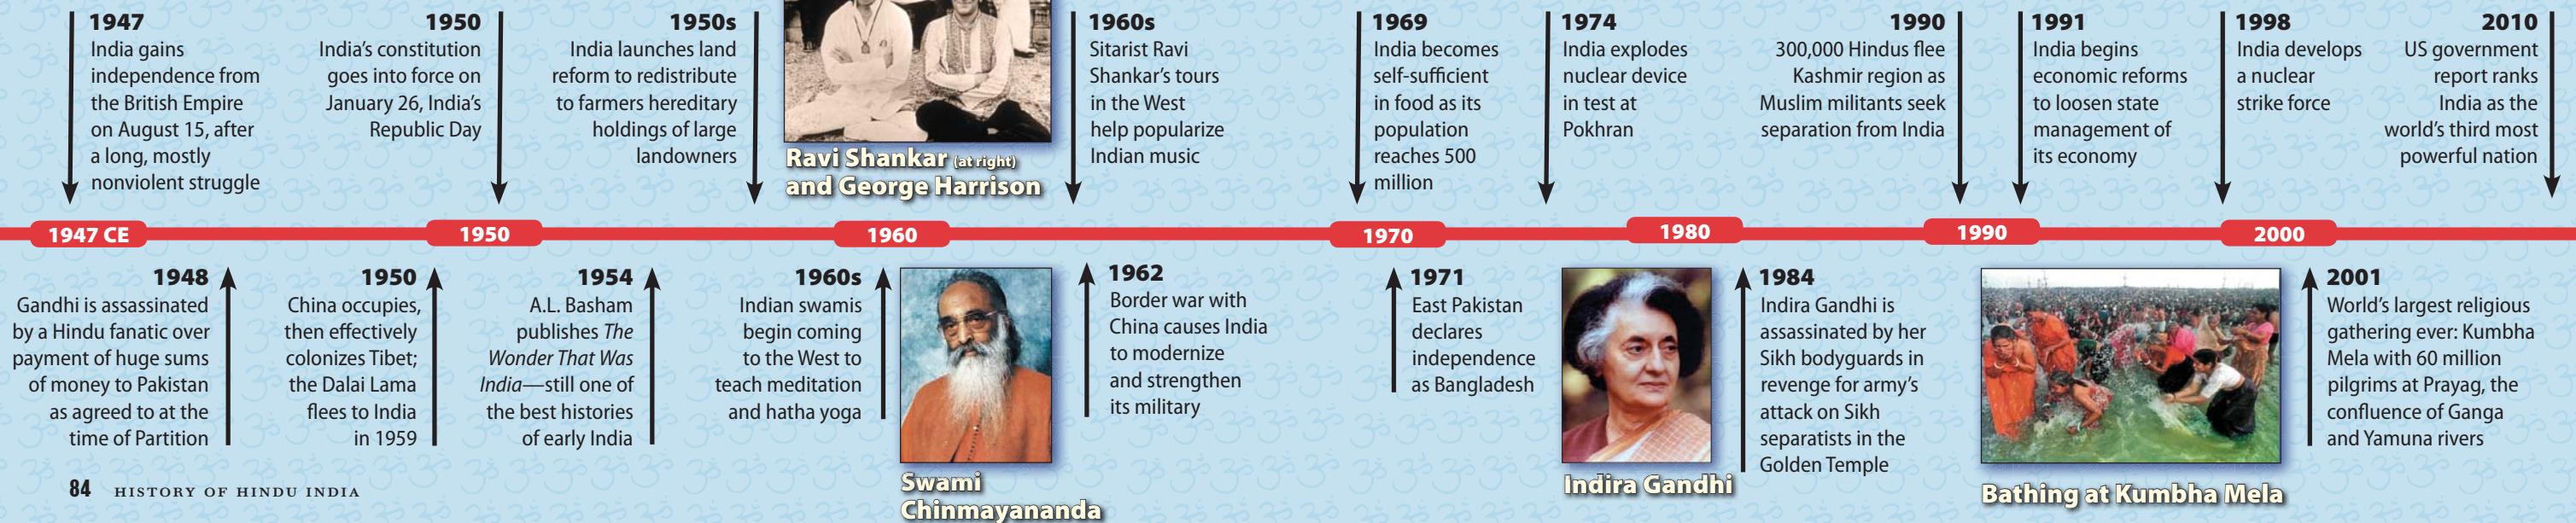 1947
India gains
independence from
the British Empire
on August 15, after
a long, mostly
nonviolent struggle
1950
India’s constitution
goes into force on
January 26, India’s
Republic Day
1950s
India launches land
reform to redistribute
to farmers hereditary
holdings of large
landowners
Ravi Shankar (at right)
and George Harrison
1960s
Sitarist Ravi
Shankar’s tours
in the West
help popularize
Indian music
1969
India becomes
self-sufficient
in food as its
population
reaches 500
million
1974
India explodes
nuclear device
in test at
Pokhran
1990
300,000 Hindus flee
Kashmir region as
Muslim militants seek
separation from India
1991
India begins
economic reforms
to loosen state
management of
its economy
1998
India develops
a nuclear
strike force
2010
US government
report ranks
India as the
world’s third most
powerful nation
1947 CE
1950
1960
1970
1980
1990
2000
1948
Gandhi is assassinated
by a Hindu fanatic over
payment of huge sums
of money to Pakistan
as agreed to at the
time of Partition
1950
China occupies,
then effectively
colonizes Tibet;
the Dalai Lama
flees to India
in 1959
1954
A.L. Basham
publishes The
Wonder That Was
India—still one of
the best histories
of early India
1960s
Indian swamis
begin coming
to the West to
teach meditation
and hatha yoga
Swami
Chinmayananda
1962
Border war with
China causes India
to modernize
and strengthen
its military
1971
East Pakistan
declares
independence
as Bangladesh
Indira Gandhi
1984
Indira Gandhi is
assassinated by her
Sikh bodyguards in
revenge for army’s
attack on Sikh
separatists in the
Golden Temple
Bathing at Kumbha Mela
2001
World’s largest religious
gathering ever: Kumbha
Mela with 60 million
pilgrims at Prayag, the
confluence of Ganga
and Yamuna rivers
84 HISTORY OF HINDU INDIA